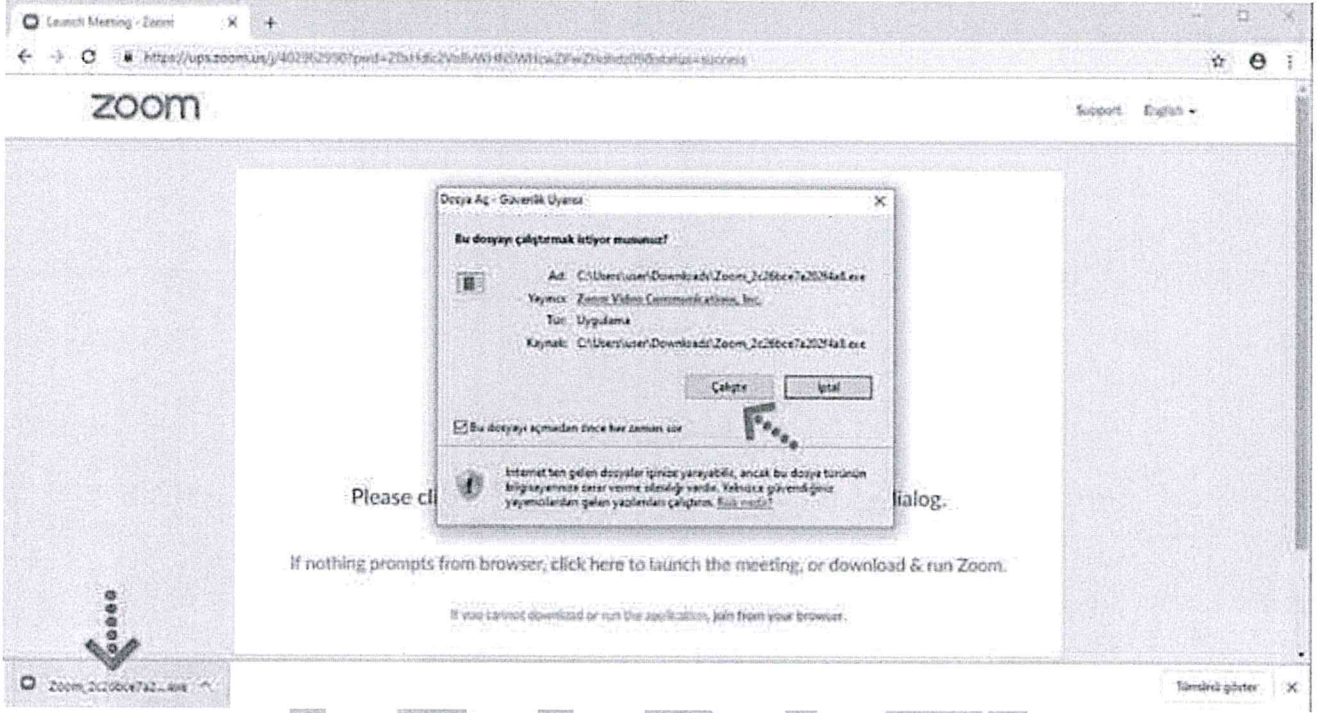 Launch Meeting - Zoom
zoom
Support English
Dosya Aç - Güvenlik Uyarısı
Bu dosyayı çalıştırmak istiyor musunuz?
Ad: C:\Users\user\Downloads\Zoom_2c26bce7a202f4a8.exe
Yayıncı: Zoom Video Communications, Inc.
Tür: Uygulama
Kaynak: C:\Users\user\Downloads\Zoom_2c26bce7a202f4a8.exe
Çalıştır İptal
Bu dosyayı açmadan önce her zaman sor
Internet'ten gelen dosyalar işinize yarayabilir, ancak bu dosya türünün
bilgisayarınıza zarar verme olasılığı vardır. Yalnızca güvendiğiniz
yayımcılardan gelen yazılımları çalıştırın. Risk nedir?
Please cl ialog.
If nothing prompts from browser, click here to launch the meeting, or download & run Zoom.
If you cannot download or run the application, join from your browser.
Zoom_2c26bce7a2....exe
Tümünü göster